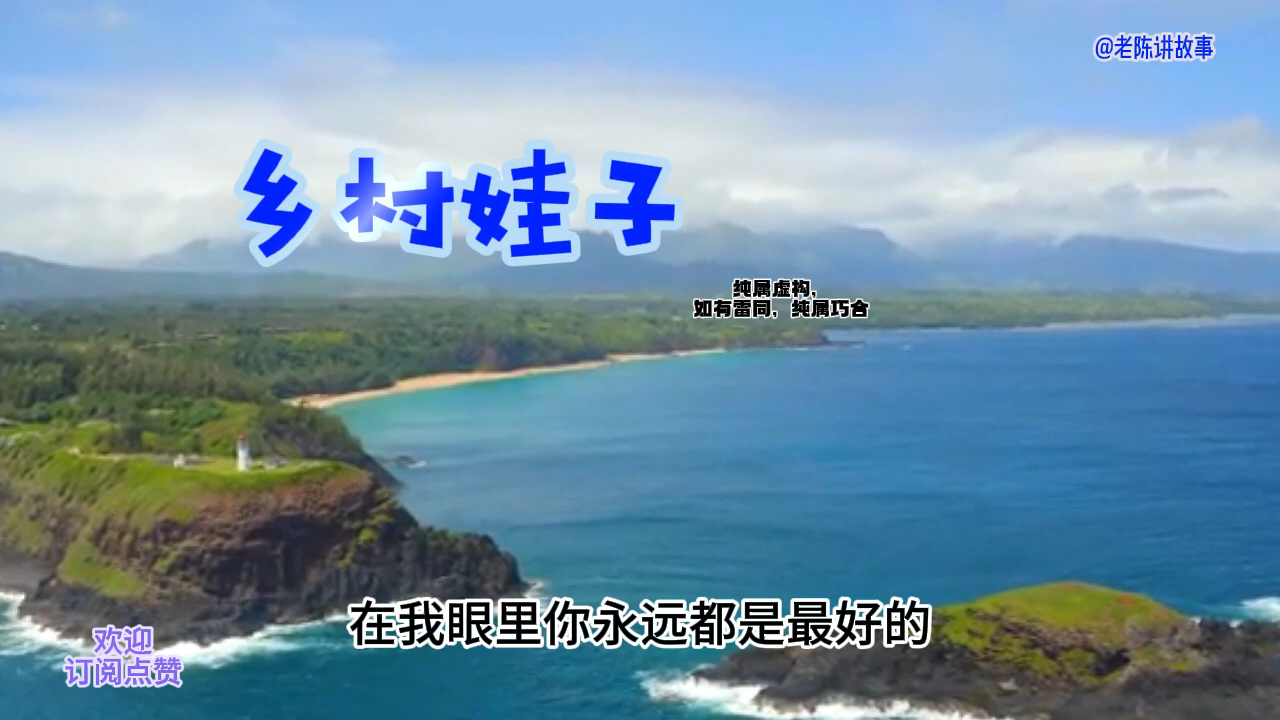 @老陈讲故事
乡村娃子
纯属虚构，
如有雷同，纯属巧合
在我眼里你永远都是最好的
欢迎
订阅点赞